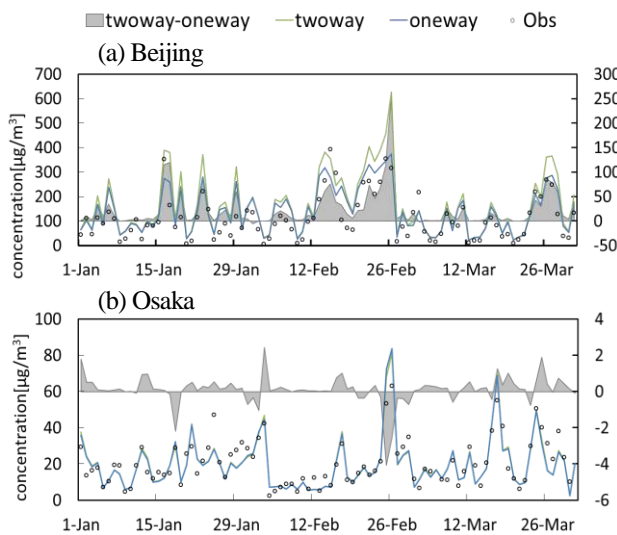 twoway-oneway twoway oneway Obs
(a) Beijing
700 300
600 250
500 200
400 150
300 100
200 50
100 0
0 -50
concentration[µg/m³]
1-Jan 15-Jan 29-Jan 12-Feb 26-Feb 12-Mar 26-Mar
(b) Osaka
100 4
80 2
60 0
40 -2
20 -4
0 -6
concentration[µg/m³]
1-Jan 15-Jan 29-Jan 12-Feb 26-Feb 12-Mar 26-Mar